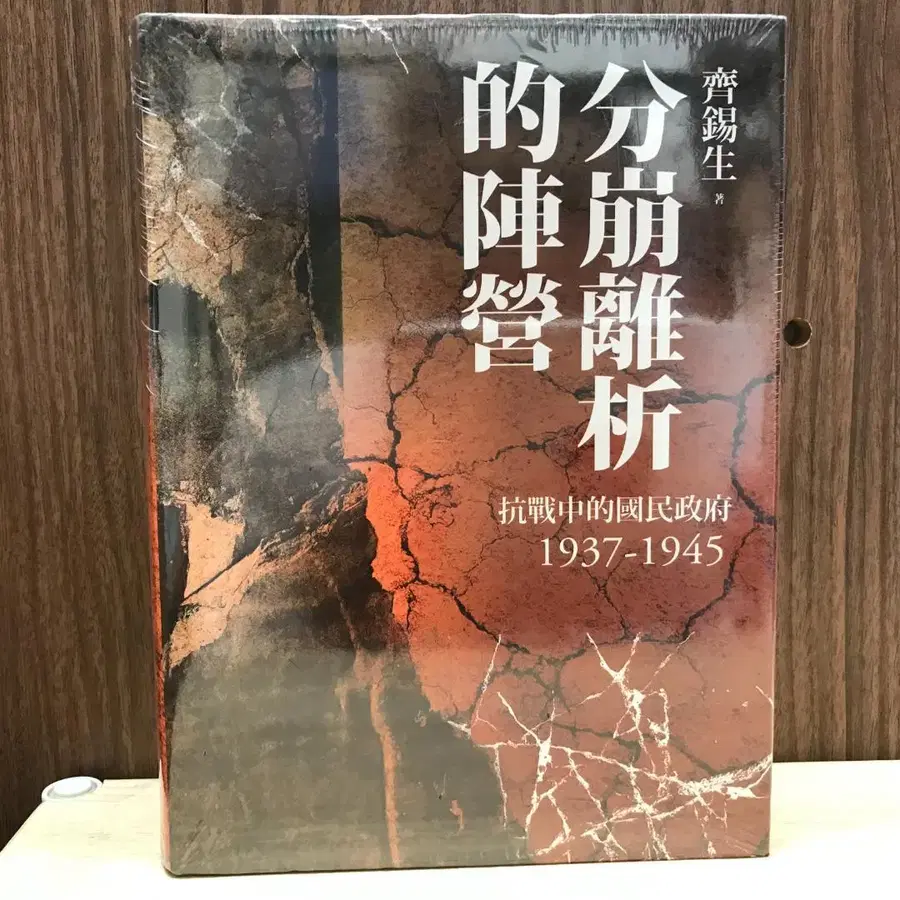 齊錫生 著
分崩離析
的陣營
抗戰中的國民政府
1937-1945